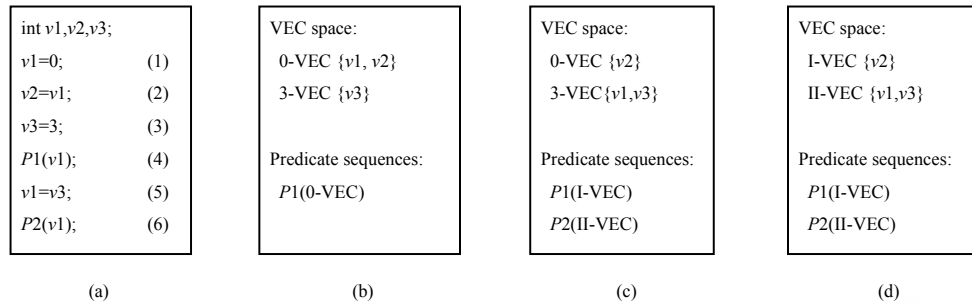 int v1,v2,v3;
v1=0; (1)
v2=v1; (2)
v3=3; (3)
P1(v1); (4)
v1=v3; (5)
P2(v1); (6)
(a)
VEC space:
0-VEC {v1, v2}
3-VEC {v3}
Predicate sequences:
P1(0-VEC)
(b)
VEC space:
0-VEC {v2}
3-VEC{v1,v3}
Predicate sequences:
P1(I-VEC)
P2(II-VEC)
(c)
VEC space:
I-VEC {v2}
II-VEC {v1,v3}
Predicate sequences:
P1(I-VEC)
P2(II-VEC)
(d)